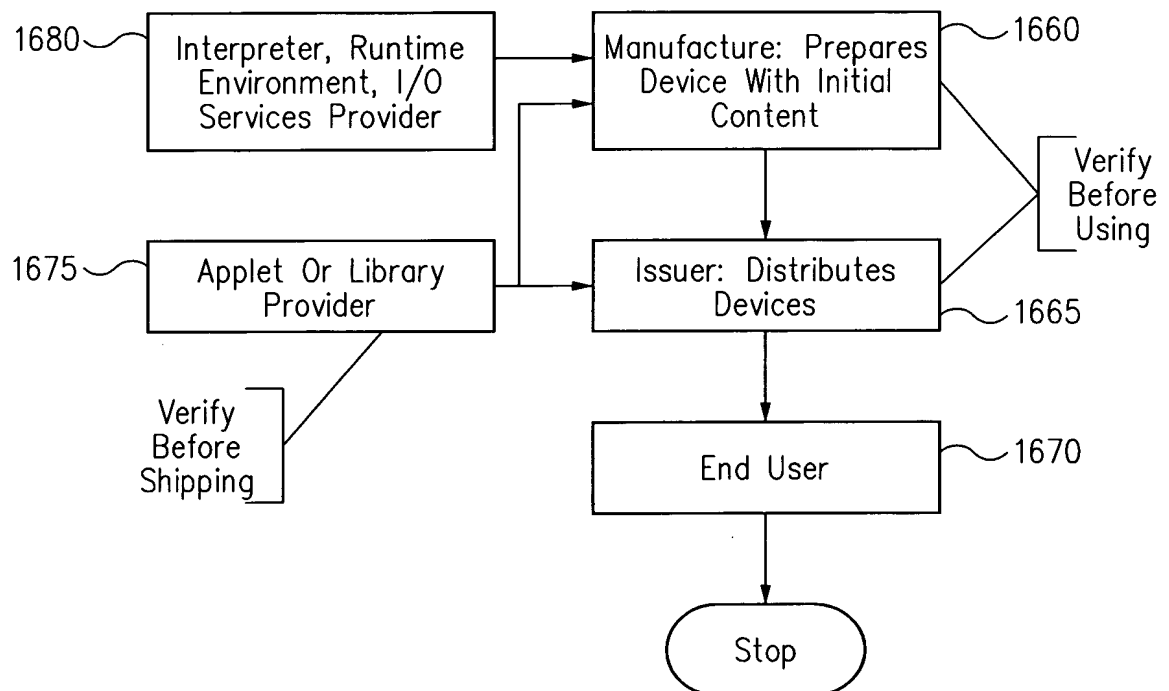 1680
Interpreter, Runtime
Environment, I/O
Services Provider
Manufacture: Prepares
Device With Initial
Content
1660
Verify
Before
Using
1675
Applet Or Library
Provider
Issuer: Distributes
Devices
1665
Verify
Before
Shipping
End User
1670
Stop